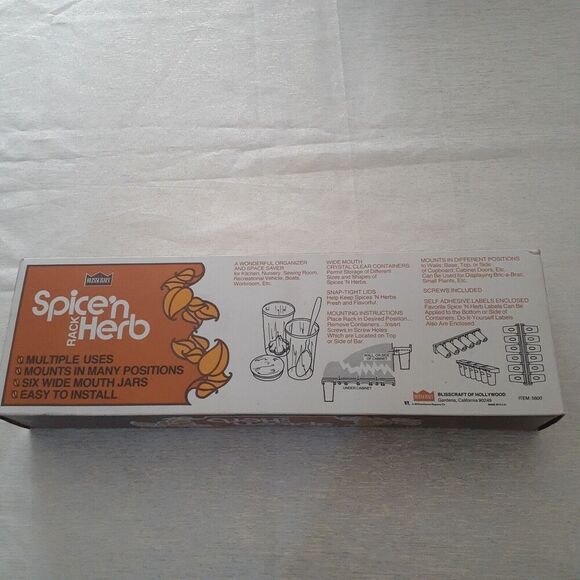 BLISSCRAFT
Spice'n
RACK Herb
MULTIPLE USES
MOUNTS IN MANY POSITIONS
SIX WIDE MOUTH JARS
EASY TO INSTALL
A WONDERFUL ORGANIZER
AND SPACE SAVER
for Kitchen, Nursery, Sewing Room,
Recreational Vehicle, Boats,
Workroom, Etc.
WIDE MOUTH
CRYSTAL CLEAR CONTAINERS
Permit Storage of Different
Sizes and Shapes of
Spices 'N Herbs.
SNAP-TIGHT LIDS
Help Keep Spices 'N Herbs
Fresh and Flavorful.
MOUNTING INSTRUCTIONS
Place Rack in Desired Position,
Remove Containers...Insert
Screws in Screw Holes
Which are Located on Top
or Side of Bar.
WALL OR SIDE
OF CABINET
UNDER CABINET
MOUNTS IN DIFFERENT POSITIONS
to Walls: Base, Top, or Side
of Cupboard; Cabinet Doors, Etc.
Can Be Used for Displaying Bric-a-Brac,
Small Plants, Etc.
SCREWS INCLUDED
SELF ADHESIVE LABELS ENCLOSED
Favorite Spice 'N Herb Labels Can Be
Applied to the Bottom or Side of
Containers. Do-It-Yourself Labels
Also Are Enclosed.
BLISSCRAFT
BLISSCRAFT OF HOLLYWOOD
Gardena, California 90249
ITEM: 5600